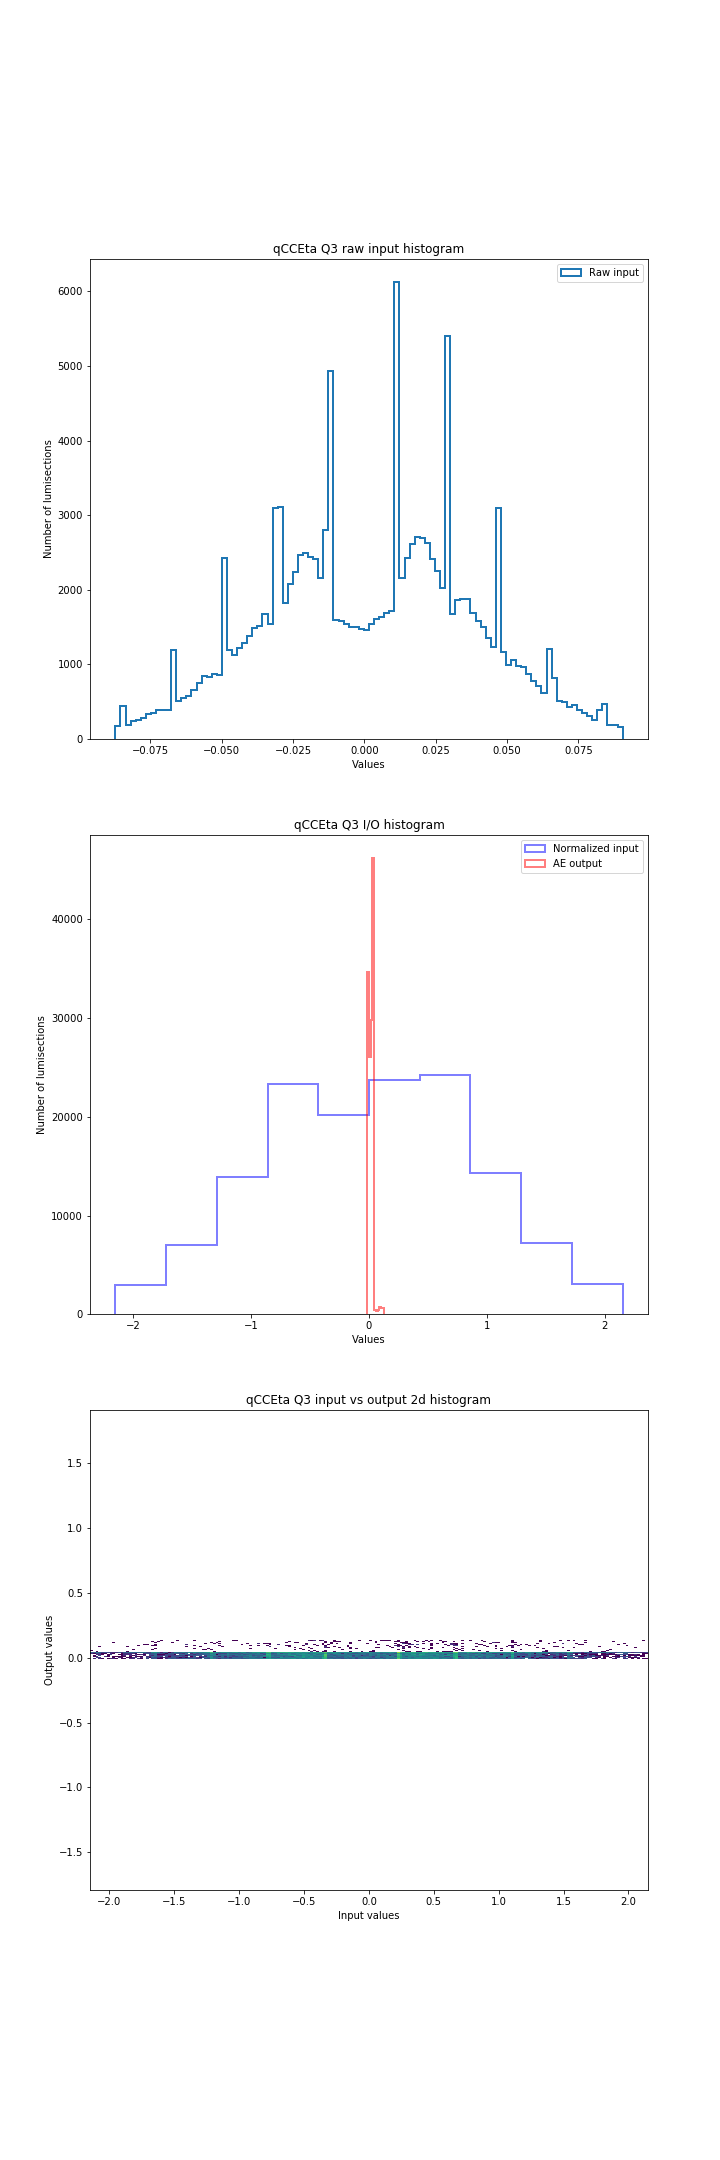 qCCEta Q3 raw input histogram
Raw input
6000
5000
4000
3000
2000
1000
0
Number of lumisections
−0.075 −0.050 −0.025 0.000 0.025 0.050 0.075
Values
qCCEta Q3 I/O histogram
Normalized input
AE output
40000
30000
20000
10000
0
Number of lumisections
−2 −1 0 1 2
Values
qCCEta Q3 input vs output 2d histogram
1.5
1.0
0.5
0.0
−0.5
−1.0
−1.5
Output values
−2.0 −1.5 −1.0 −0.5 0.0 0.5 1.0 1.5 2.0
Input values